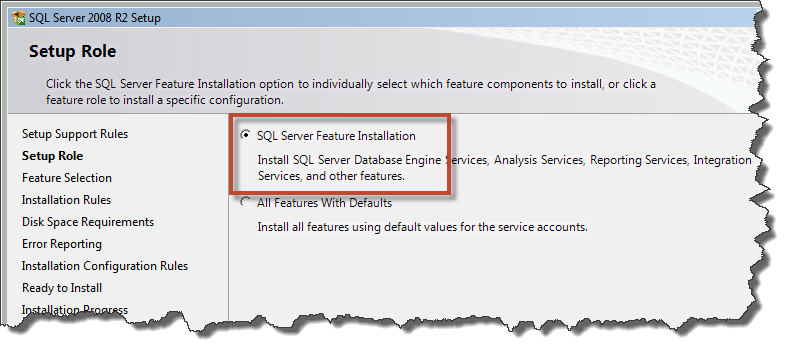 SQL Server 2008 R2 Setup
Setup Role
Click the SQL Server Feature Installation option to individually select which feature components to install, or click a
feature role to install a specific configuration.
Setup Support Rules
Setup Role
Feature Selection
Installation Rules
Disk Space Requirements
Error Reporting
Installation Configuration Rules
Ready to Install
Installation Progress
SQL Server Feature Installation
Install SQL Server Database Engine Services, Analysis Services, Reporting Services, Integration
Services, and other features.
All Features With Defaults
Install all features using default values for the service accounts.